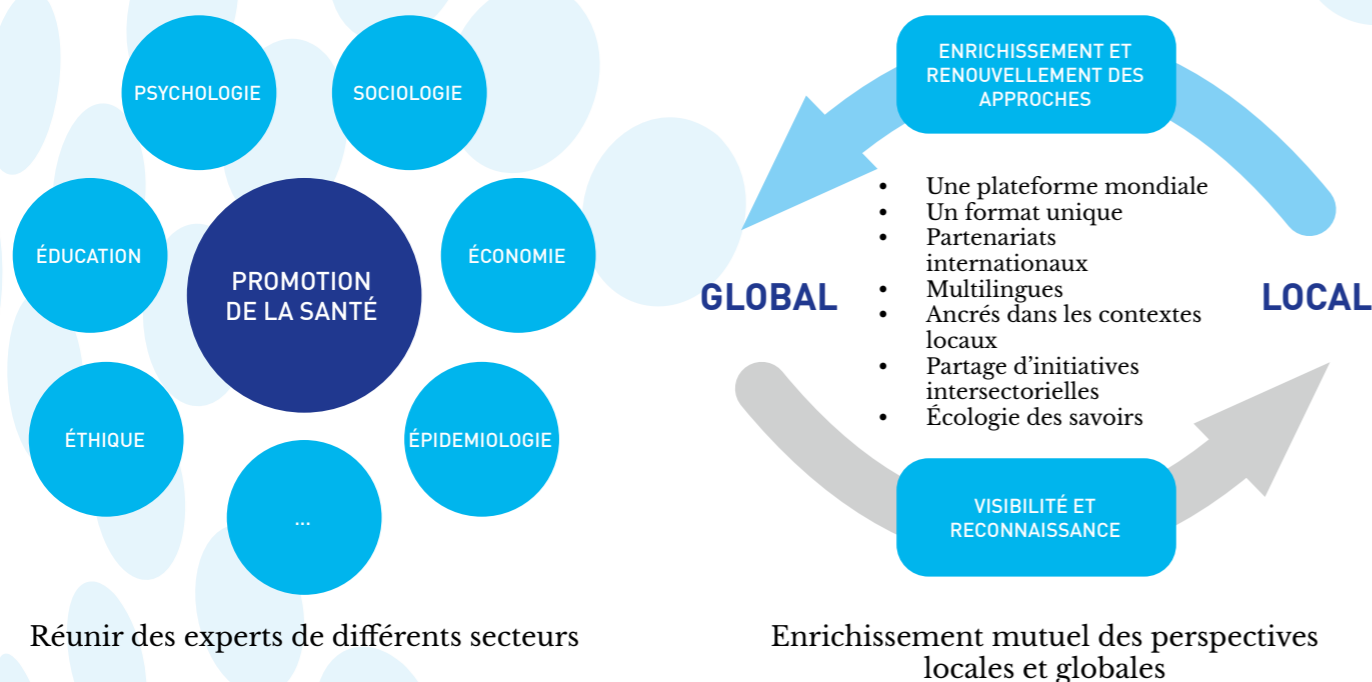 PSYCHOLOGIE
SOCIOLOGIE
ÉDUCATION
ÉCONOMIE
PROMOTION
DE LA SANTÉ
ÉTHIQUE
ÉPIDEMIOLOGIE
...
Réunir des experts de différents secteurs
ENRICHISSEMENT ET
RENOUVELLEMENT DES
APPROCHES
GLOBAL
• Une plateforme mondiale
• Un format unique
• Partenariats
internationaux
• Multilingues
• Ancrés dans les contextes
locaux
• Partage d’initiatives
intersectorielles
• Écologie des savoirs
LOCAL
VISIBILITÉ ET
RECONNAISSANCE
Enrichissement mutuel des perspectives
locales et globales